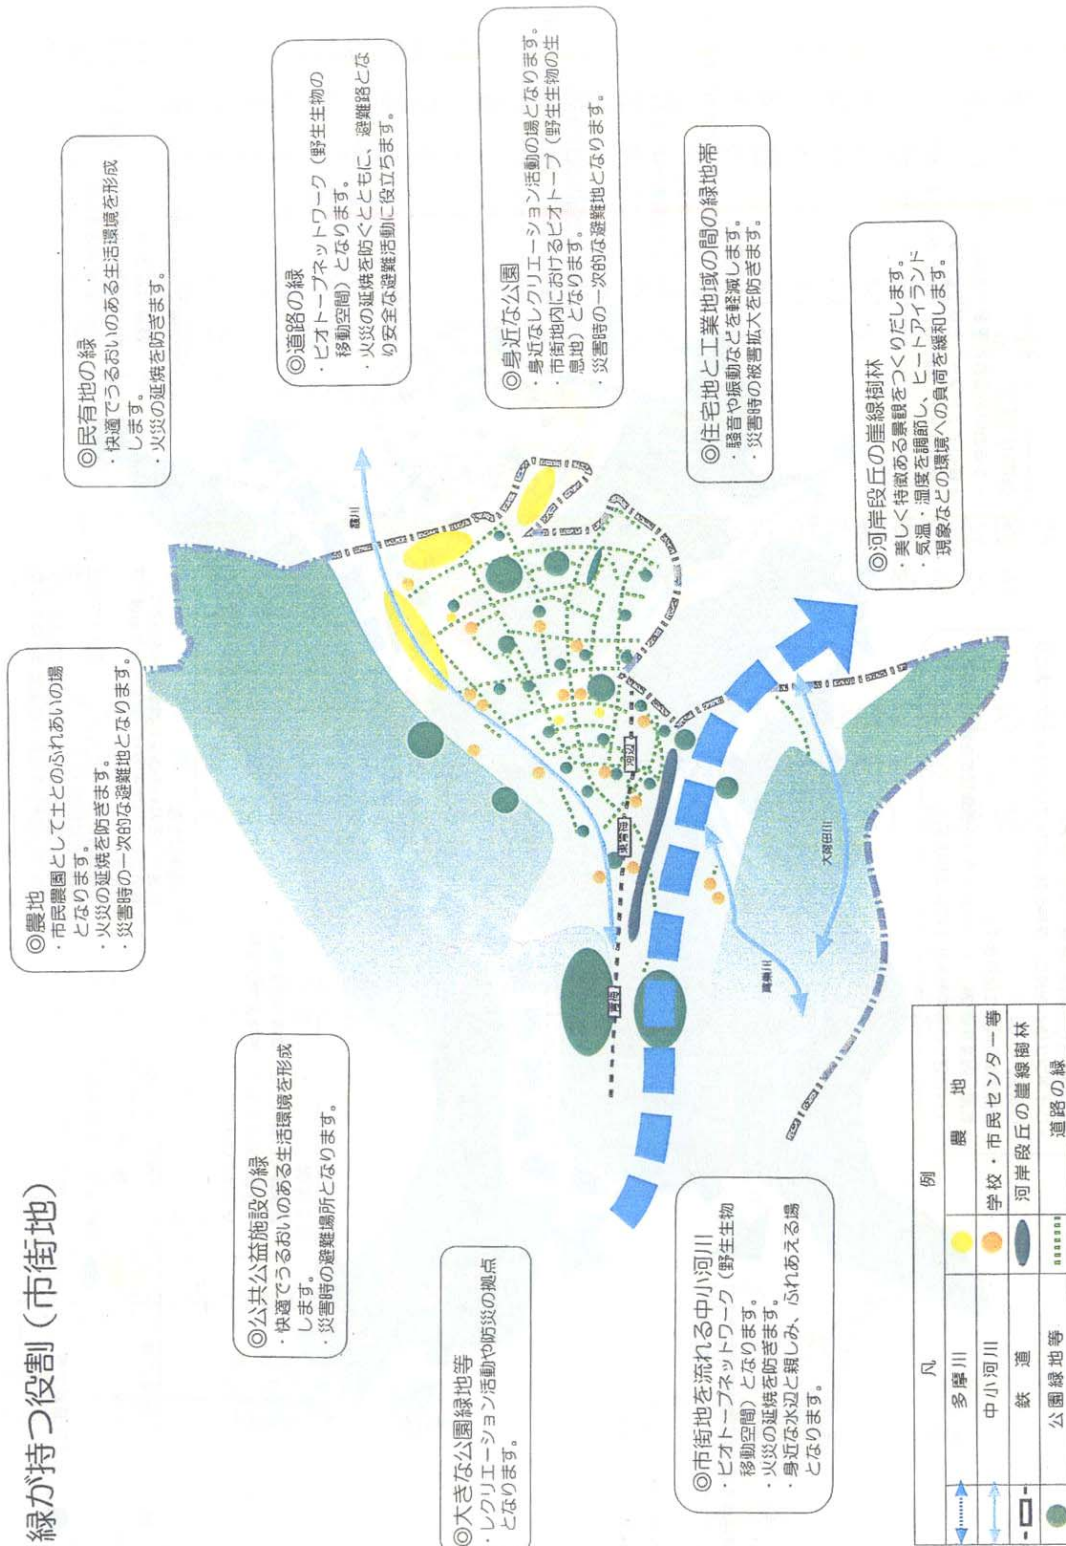 緑が持つ役割(市街地)
◎農地
・市民農園として土とのふれあいの場
となります。
・火災の延焼を防ぎます。
・災害時の一次的な避難地となります。
◎民有地の緑
・快適でうるおいのある生活環境を形成
します。
・火災の延焼を防ぎます。
◎公共公益施設の緑
・快適でうるおいのある生活環境を形成
します。
・災害時の避難場所となります。
◎道路の緑
・ビオトープネットワーク(野生生物の
移動空間)となります。
・火災の延焼を防ぐとともに、避難路とな
り安全な避難活動に役立ちます。
◎大きな公園緑地等
・レクリエーション活動や防災の拠点
となります。
◎身近な公園
・身近なレクリエーション活動の場となります。
・市街地内におけるビオトープ(野生生物の生
息地)となります。
・災害時の一次的な避難地となります。
◎市街地を流れる中小河川
・ビオトープネットワーク(野生生物
移動空間)となります。
・火災の延焼を防ぎます。
・身近な水辺と親しみ、ふれあえる場
となります。
◎住宅地と工業地域の間の緑地帯
・騒音や振動などを軽減します。
・災害時の被害拡大を防ぎます。
◎河岸段丘の崖線樹林
・美しく特徴ある景観をつくりだします。
・気温・湿度を調節し、ヒートアイランド
現象などの環境への負荷を緩和します。
霞川
青梅
東青梅
河辺
大荷田川
凡例
多摩川
農地
中小河川
学校・市民センター等
鉄道
河岸段丘の崖線樹林
公園緑地等
道路の緑